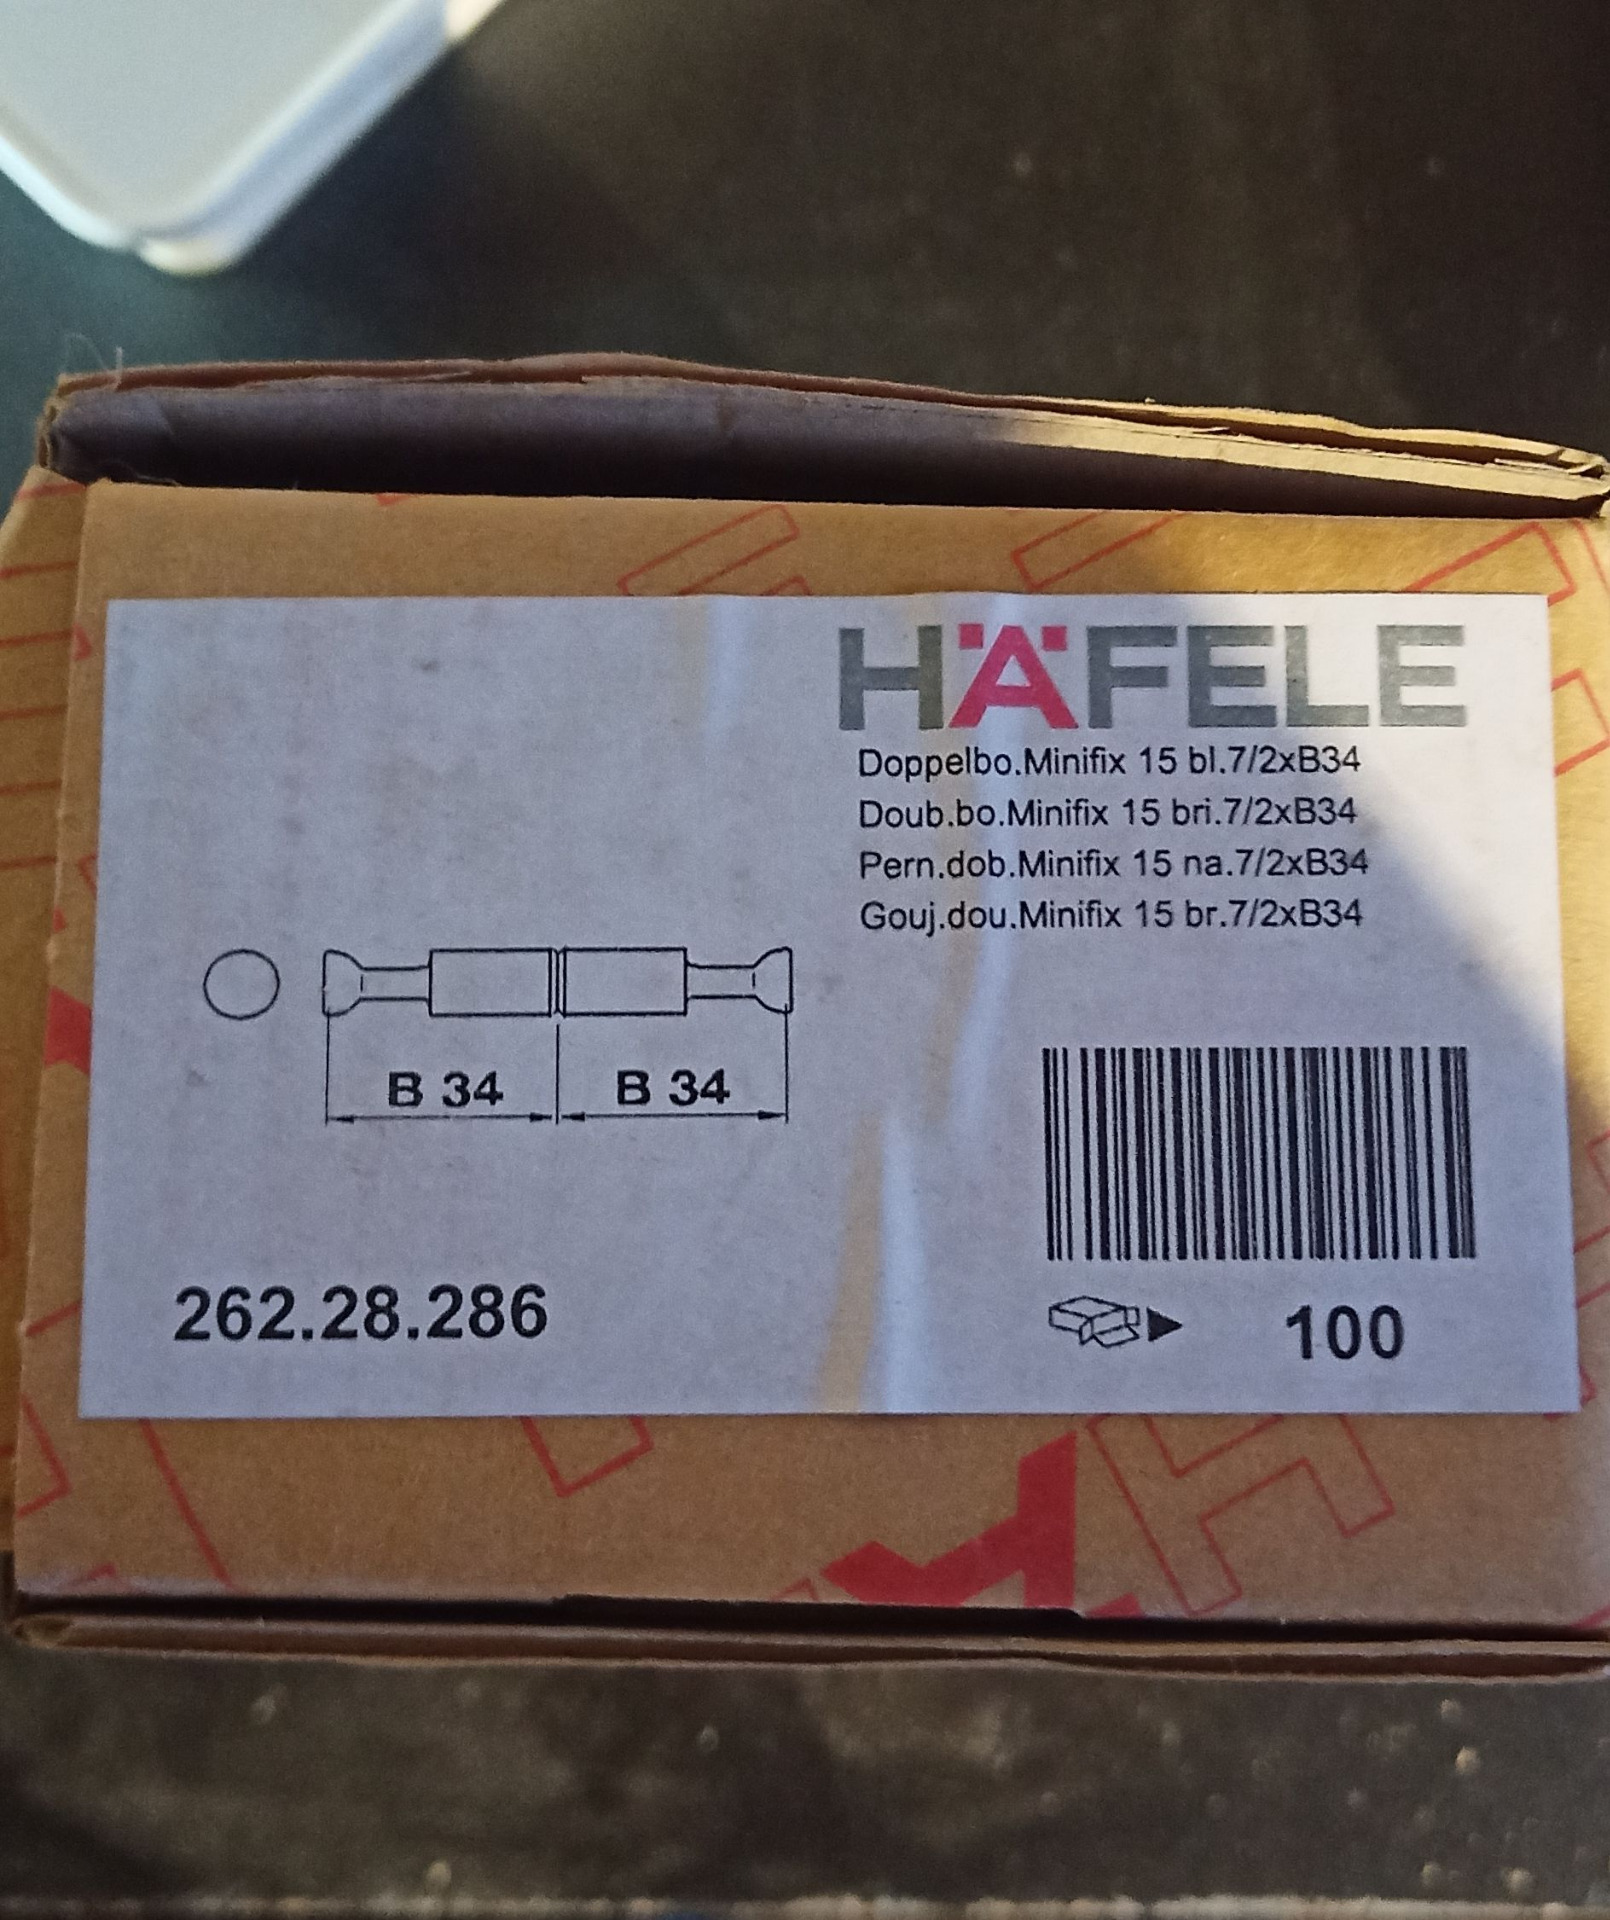 HÄFELE
Doppelbo.Minifix 15 bl.7/2xB34
Doub.bo.Minifix 15 bri.7/2xB34
Pern.dob.Minifix 15 na.7/2xB34
Gouj.dou.Minifix 15 br.7/2xB34
B 34 B 34
262.28.286
100